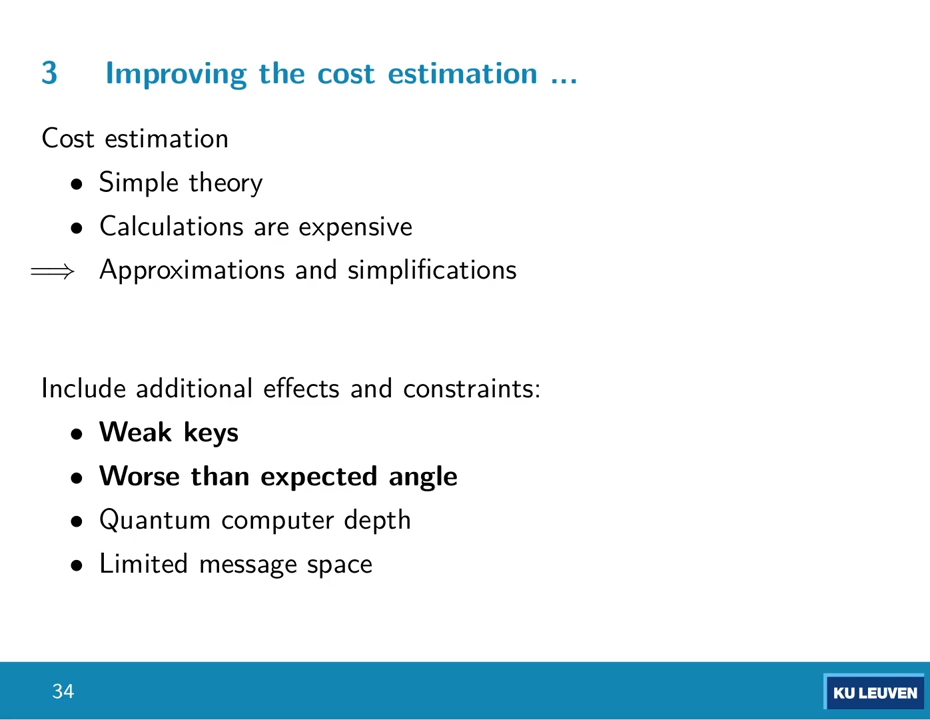 3 Improving the cost estimation ...
Cost estimation
• Simple theory
• Calculations are expensive
⟹ Approximations and simplifications
Include additional effects and constraints:
• Weak keys
• Worse than expected angle
• Quantum computer depth
• Limited message space
34
KU LEUVEN